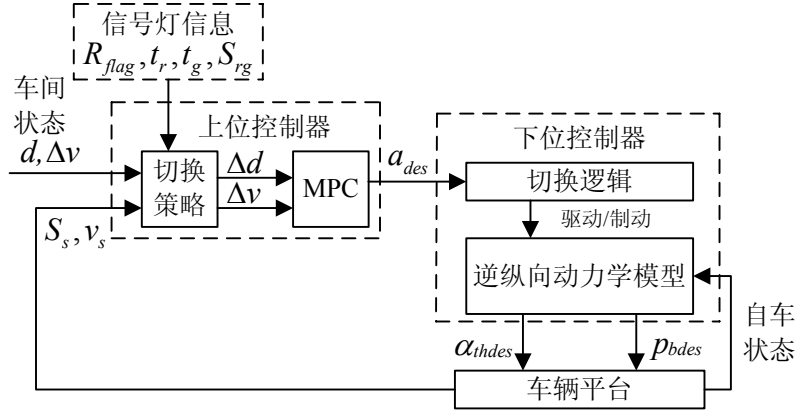 信号灯信息
R_flag, t_r, t_g, S_rg
车间
状态
d, Δv
上位控制器
切换
策略
Δd
Δv
MPC
a_des
S_s, v_s
下位控制器
切换逻辑
驱动/制动
逆纵向动力学模型
α_thdes
p_bdes
自车
状态
车辆平台